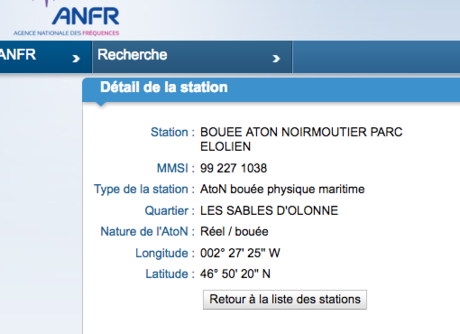 ANFR
AGENCE NATIONALE DES FRÉQUENCES
ANFR
Recherche
Détail de la station
Station : BOUEE ATON NOIRMOUTIER PARC
ELOLIEN
MMSI : 99 227 1038
Type de la station : AtoN bouée physique maritime
Quartier : LES SABLES D'OLONNE
Nature de l'AtoN : Réel / bouée
Longitude : 002° 27' 25" W
Latitude : 46° 50' 20" N
Retour à la liste des stations